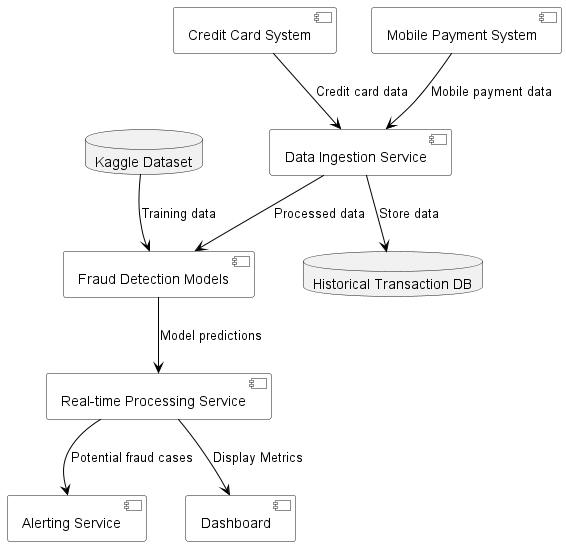 Credit Card System
Mobile Payment System
Credit card data
Mobile payment data
Kaggle Dataset
Data Ingestion Service
Training data
Processed data
Store data
Fraud Detection Models
Historical Transaction DB
Model predictions
Real-time Processing Service
Potential fraud cases
Display Metrics
Alerting Service
Dashboard